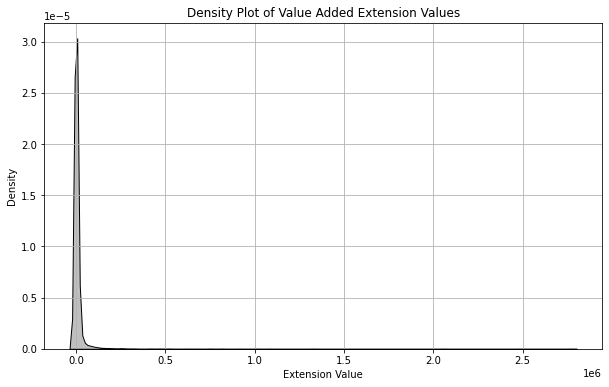 Density Plot of Value Added Extension Values
1e−5
3.0
2.5
2.0
1.5
1.0
0.5
0.0
Density
0.0 0.5 1.0 1.5 2.0 2.5
1e6
Extension Value